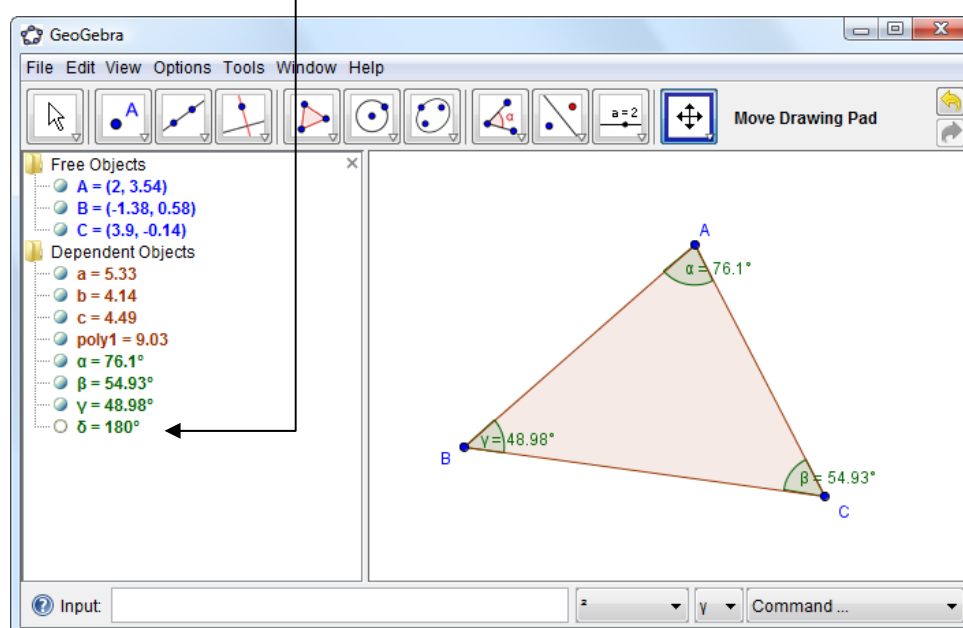 GeoGebra
File Edit View Options Tools Window Help
A
α
a = 2
Move Drawing Pad
Free Objects
A = (2, 3.54)
B = (-1.38, 0.58)
C = (3.9, -0.14)
Dependent Objects
a = 5.33
b = 4.14
c = 4.49
poly1 = 9.03
α = 76.1°
β = 54.93°
γ = 48.98°
δ = 180°
A
α = 76.1°
B
γ = 48.98°
β = 54.93°
C
Input:
²
γ
Command ...